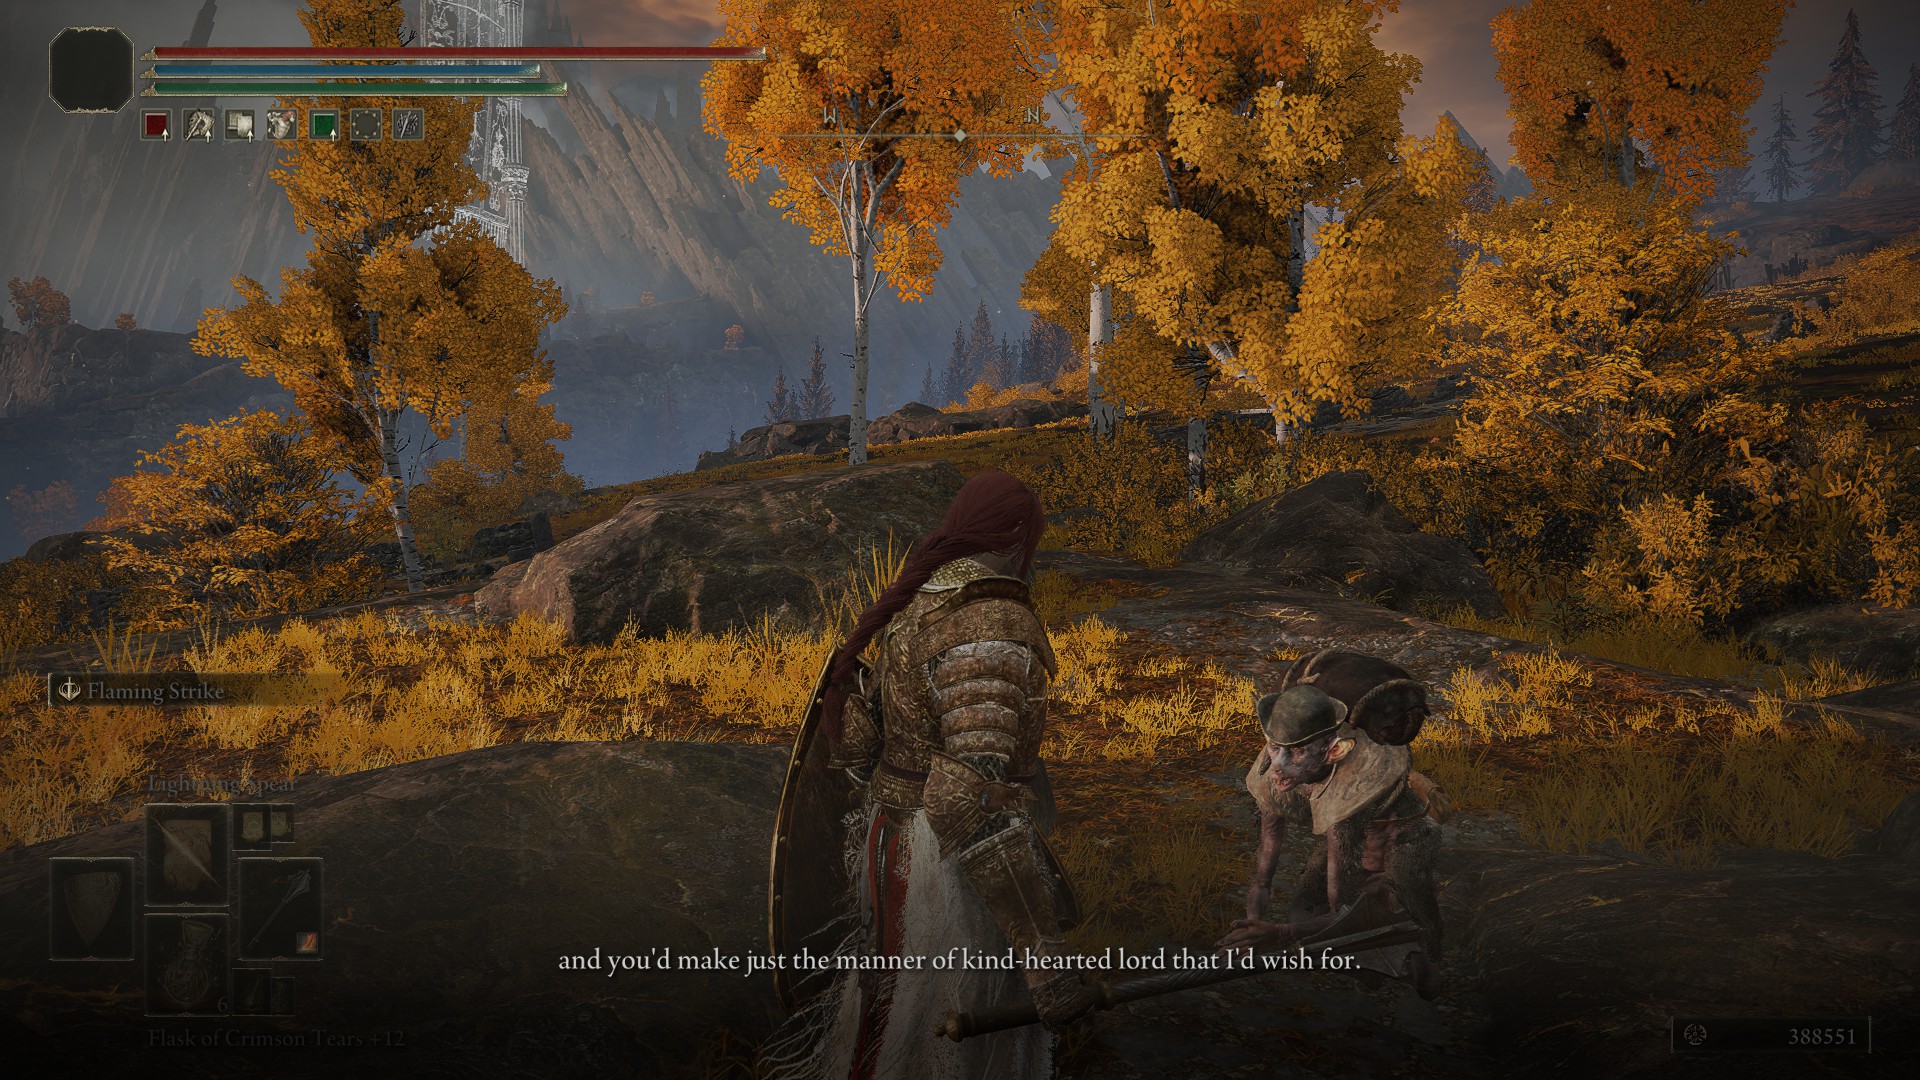 W N
Flaming Strike
Lightning Spear
6
and you'd make just the manner of kind-hearted lord that I'd wish for.
Flask of Crimson Tears +12
388551